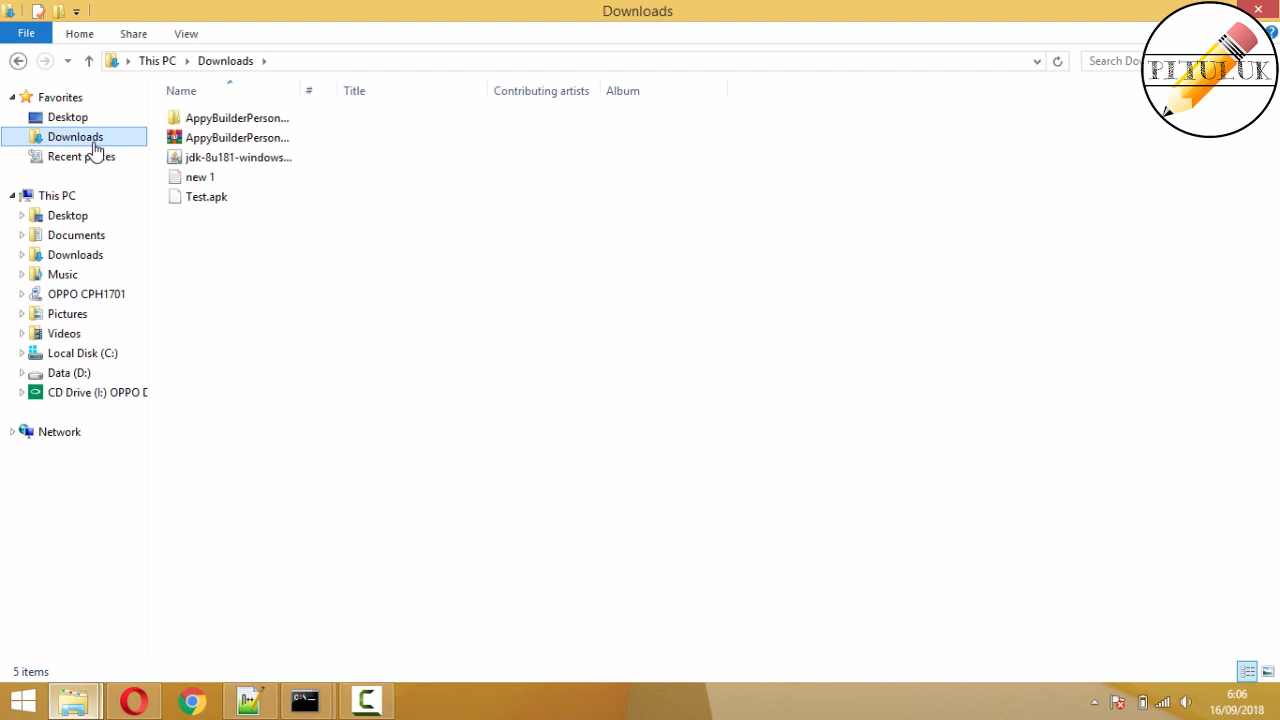 Downloads
File
Home
Share
View
This PC
Downloads
Search Do
PITULUK
Favorites
Desktop
Downloads
Recent
This PC
Desktop
Documents
Downloads
Music
OPPO CPH1701
Pictures
Videos
Local Disk (C:)
Data (D:)
CD Drive (I:) OPPO D
Network
Name
#
Title
Contributing artists
Album
AppyBuilderPerson...
AppyBuilderPerson...
jdk-8u181-windows...
new 1
Test.apk
5 items
C:\
6:06
16/09/2018